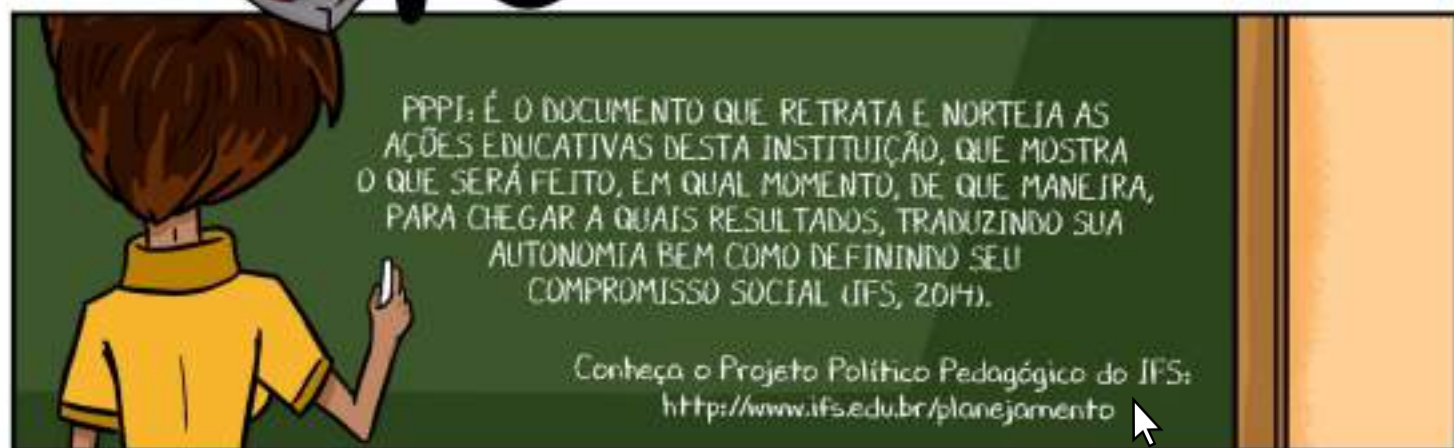 PPPI: É O DOCUMENTO QUE RETRATA E NORTEIA AS
AÇÕES EDUCATIVAS DESTA INSTITUIÇÃO, QUE MOSTRA
O QUE SERÁ FEITO, EM QUAL MOMENTO, DE QUE MANEIRA,
PARA CHEGAR A QUAIS RESULTADOS, TRADUZINDO SUA
AUTONOMIA BEM COMO DEFININDO SEU
COMPROMISSO SOCIAL (IFS, 2014).
Conheça o Projeto Político Pedagógico do IFS:
http://www.ifs.edu.br/planejamento